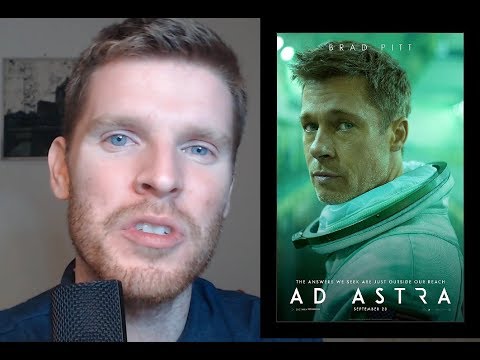 BRAD PITT
THE ANSWERS WE SEEK ARE JUST OUTSIDE OUR REACH
AD ASTRA
SEPTEMBER 20